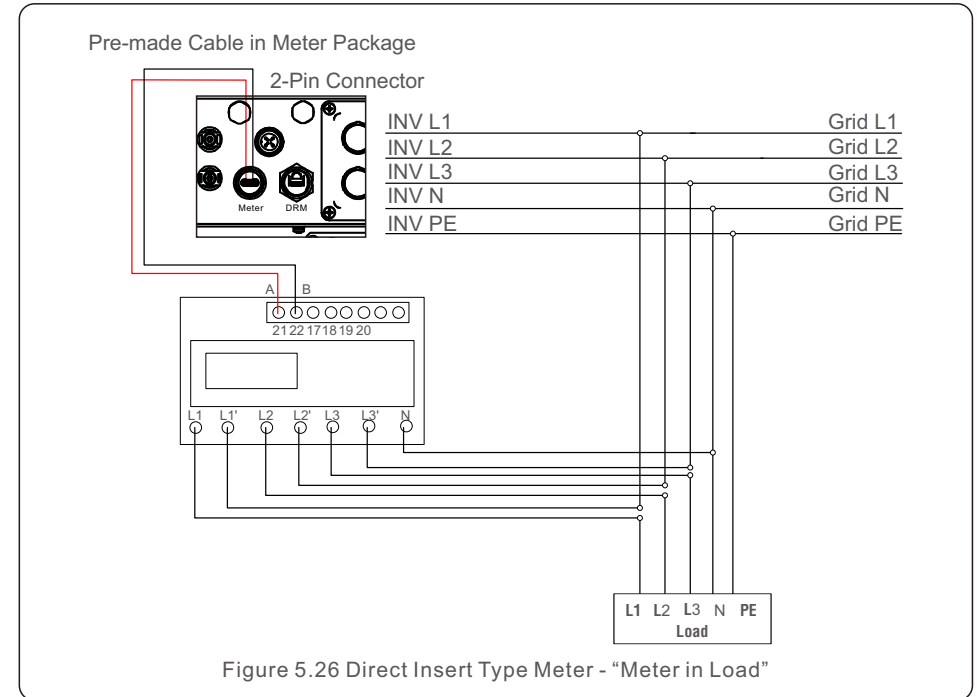 Pre-made Cable in Meter Package
2-Pin Connector
INV L1 Grid L1
INV L2 Grid L2
INV L3 Grid L3
INV N Grid N
INV PE Grid PE
Meter DRM
A B
21 22 17 18 19 20
L1 L1' L2 L2' L3 L3' N
L1 L2 L3 N PE
Load
Figure 5.26 Direct Insert Type Meter - “Meter in Load”